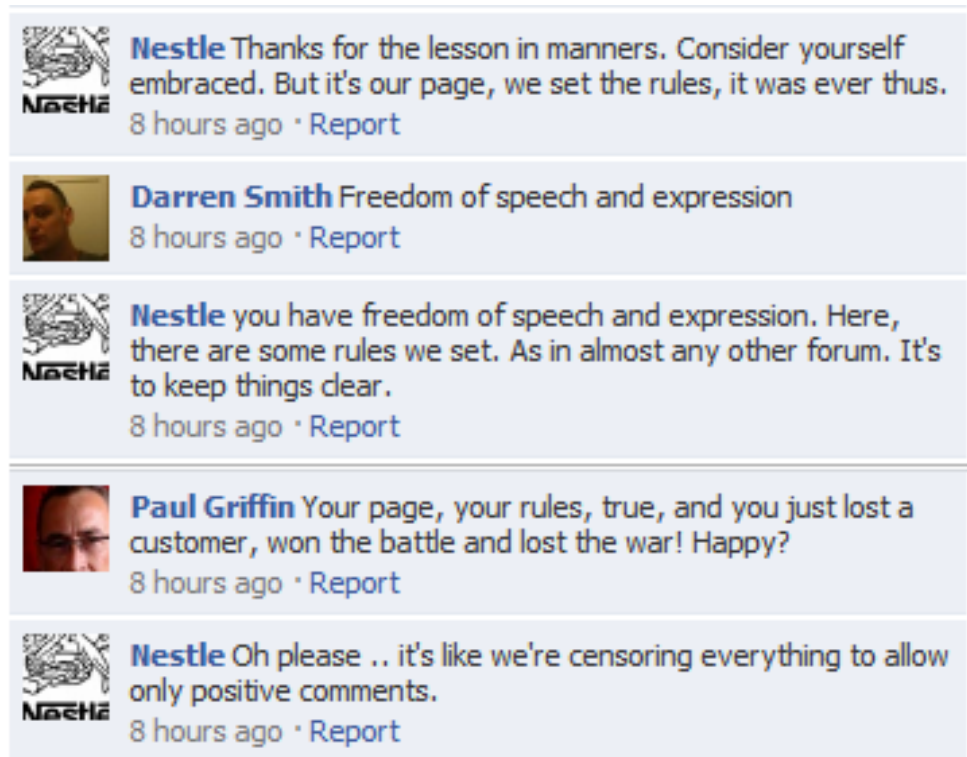 Nestle Thanks for the lesson in manners. Consider yourself
embraced. But it's our page, we set the rules, it was ever thus.
8 hours ago · Report
Nestlé
Darren Smith Freedom of speech and expression
8 hours ago · Report
Nestle you have freedom of speech and expression. Here,
there are some rules we set. As in almost any other forum. It's
to keep things clear.
8 hours ago · Report
Nestlé
Paul Griffin Your page, your rules, true, and you just lost a
customer, won the battle and lost the war! Happy?
8 hours ago · Report
Nestle Oh please .. it's like we're censoring everything to allow
only positive comments.
8 hours ago · Report
Nestlé